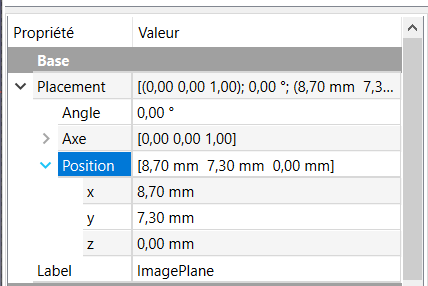 Propriété Valeur
Base
Placement [(0,00 0,00 1,00); 0,00 °; (8,70 mm 7,3...
Angle 0,00 °
Axe [0,00 0,00 1,00]
Position [8,70 mm 7,30 mm 0,00 mm]
x 8,70 mm
y 7,30 mm
z 0,00 mm
Label ImagePlane